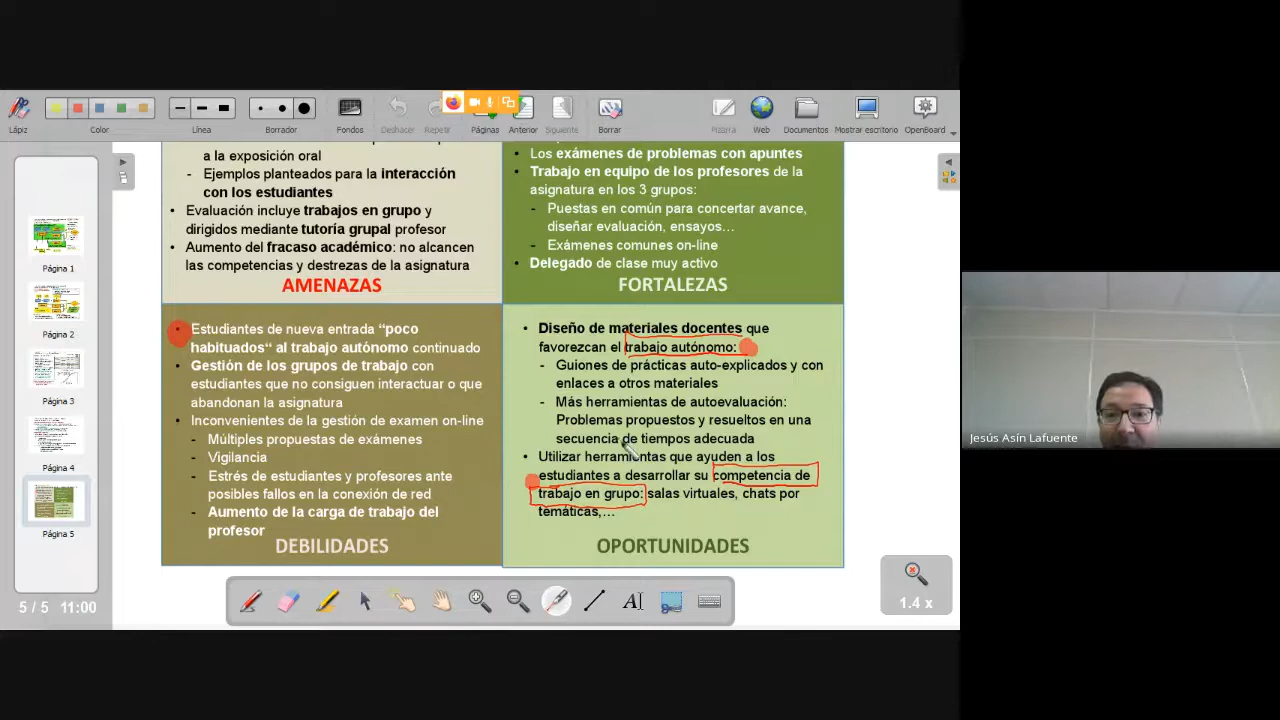 Lápiz
Color
Línea
Borrador
Fondos
Deshacer
Repetir
Páginas
Anterior
Siguiente
Borrar
Pizarra
Web
Documentos
Mostrar escritorio
OpenBoard
Página 1
Página 2
Página 3
Página 4
Página 5
5 / 5 11:00
a la exposición oral
- Ejemplos planteados para la interacción
con los estudiantes
• Evaluación incluye trabajos en grupo y
dirigidos mediante tutoría grupal profesor
• Aumento del fracaso académico: no alcancen
las competencias y destrezas de la asignatura
AMENAZAS
• Los exámenes de problemas con apuntes
• Trabajo en equipo de los profesores de la
asignatura en los 3 grupos:
- Puestas en común para concertar avance,
diseñar evaluación, ensayos…
- Exámenes comunes on-line
• Delegado de clase muy activo
FORTALEZAS
• Estudiantes de nueva entrada “poco
habituados“ al trabajo autónomo continuado
• Gestión de los grupos de trabajo con
estudiantes que no consiguen interactuar o que
abandonan la asignatura
• Inconvenientes de la gestión de examen on-line
- Múltiples propuestas de exámenes
- Vigilancia
- Estrés de estudiantes y profesores ante
posibles fallos en la conexión de red
- Aumento de la carga de trabajo del
profesor
DEBILIDADES
• Diseño de materiales docentes que
favorezcan el trabajo autónomo:
- Guiones de prácticas auto-explicados y con
enlaces a otros materiales
- Más herramientas de autoevaluación:
Problemas propuestos y resueltos en una
secuencia de tiempos adecuada
• Utilizar herramientas que ayuden a los
estudiantes a desarrollar su competencia de
trabajo en grupo: salas virtuales, chats por
temáticas,…
OPORTUNIDADES
1.4 x
Jesús Asín Lafuente